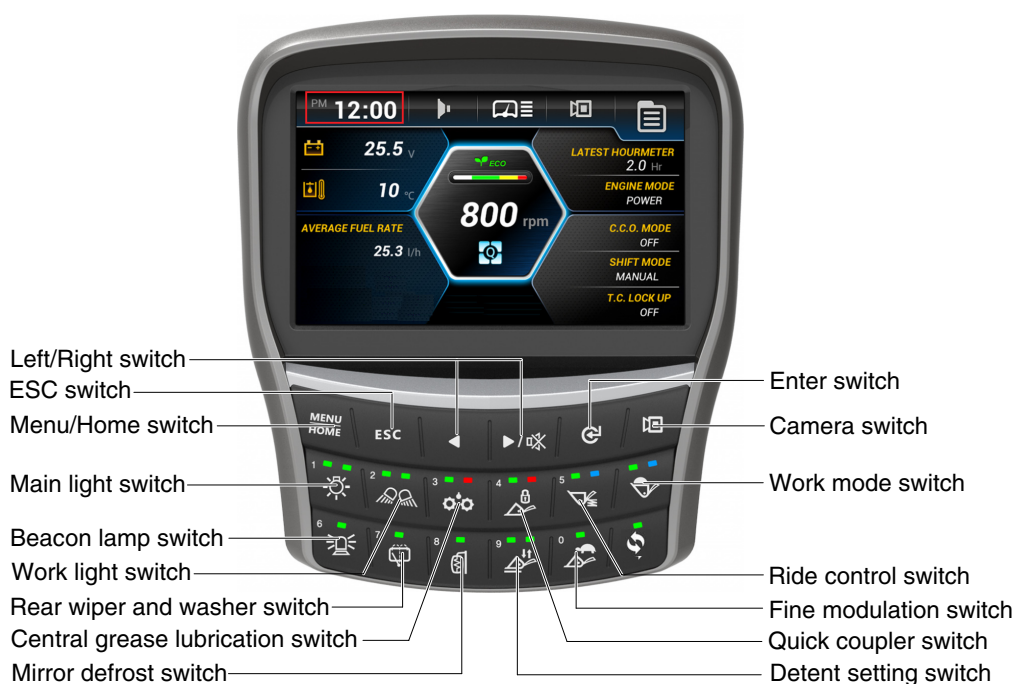 PM 12:00
25.5 V
10 °C
AVERAGE FUEL RATE
25.3 l/h
ECO
800 rpm
Q
LATEST HOURMETER
2.0 Hr
ENGINE MODE
POWER
C.C.O. MODE
OFF
SHIFT MODE
MANUAL
T.C. LOCK UP
OFF
MENU
HOME
ESC
1
2
3
4
5
6
7
8
9
0
Left/Right switch
ESC switch
Menu/Home switch
Main light switch
Beacon lamp switch
Work light switch
Rear wiper and washer switch
Central grease lubrication switch
Mirror defrost switch
Enter switch
Camera switch
Work mode switch
Ride control switch
Fine modulation switch
Quick coupler switch
Detent setting switch